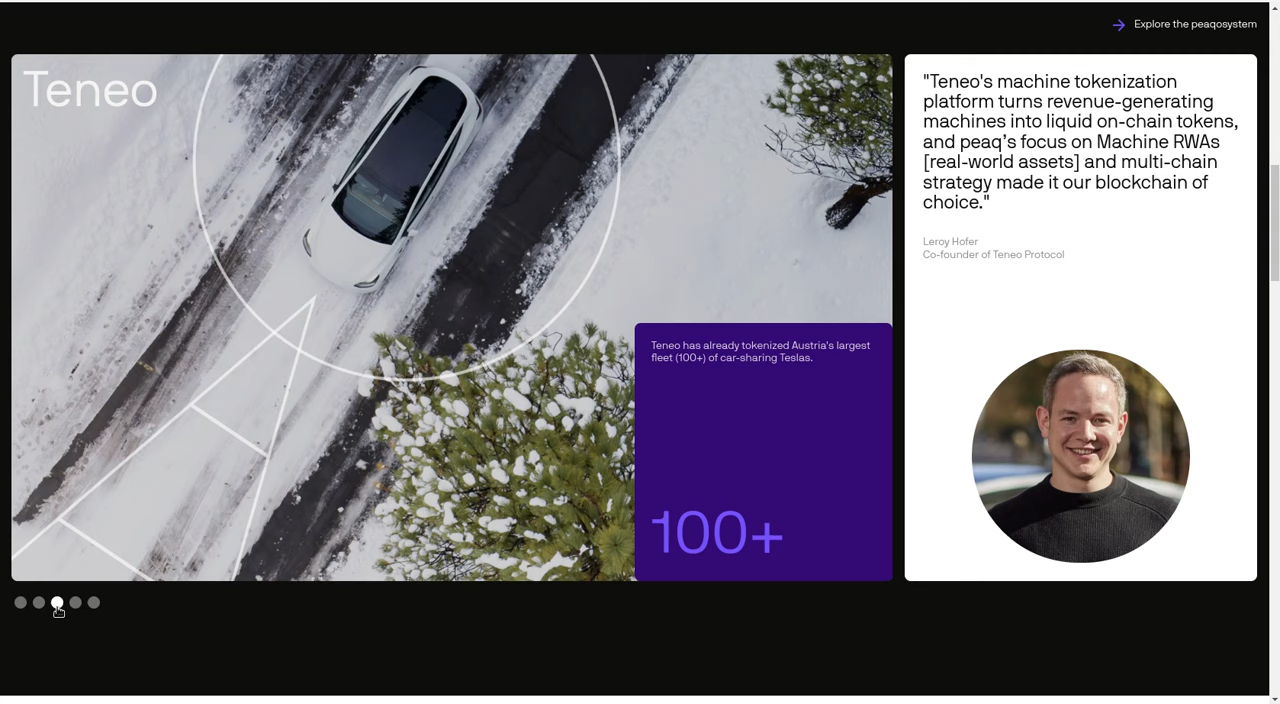 Explore the peaqosystem
Teneo
"Teneo's machine tokenization
platform turns revenue-generating
machines into liquid on-chain tokens,
and peaq's focus on Machine RWAs
[real-world assets] and multi-chain
strategy made it our blockchain of
choice."
Leroy Hofer
Co-founder of Teneo Protocol
Teneo has already tokenized Austria's largest
fleet (100+) of car-sharing Teslas.
100+